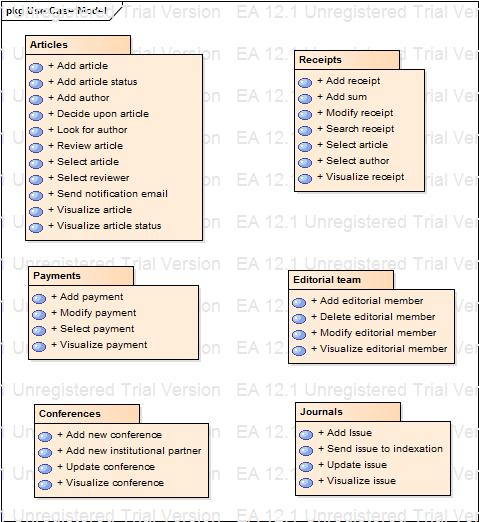 pkg Use Case Model
Articles
+ Add article
+ Add article status
+ Add author
+ Decide upon article
+ Look for author
+ Review article
+ Select article
+ Select reviewer
+ Send notification email
+ Visualize article
+ Visualize article status
Receipts
+ Add receipt
+ Add sum
+ Modify receipt
+ Search receipt
+ Select article
+ Select author
+ Visualize receipt
Payments
+ Add payment
+ Modify payment
+ Select payment
+ Visualize payment
Editorial team
+ Add editorial member
+ Delete editorial member
+ Modify editorial member
+ Visualize editorial member
Conferences
+ Add new conference
+ Add new institutional partner
+ Update conference
+ Visualize conference
Journals
+ Add Issue
+ Send issue to indexation
+ Update issue
+ Visualize issue
EA 12.1 Unregistered Trial Version